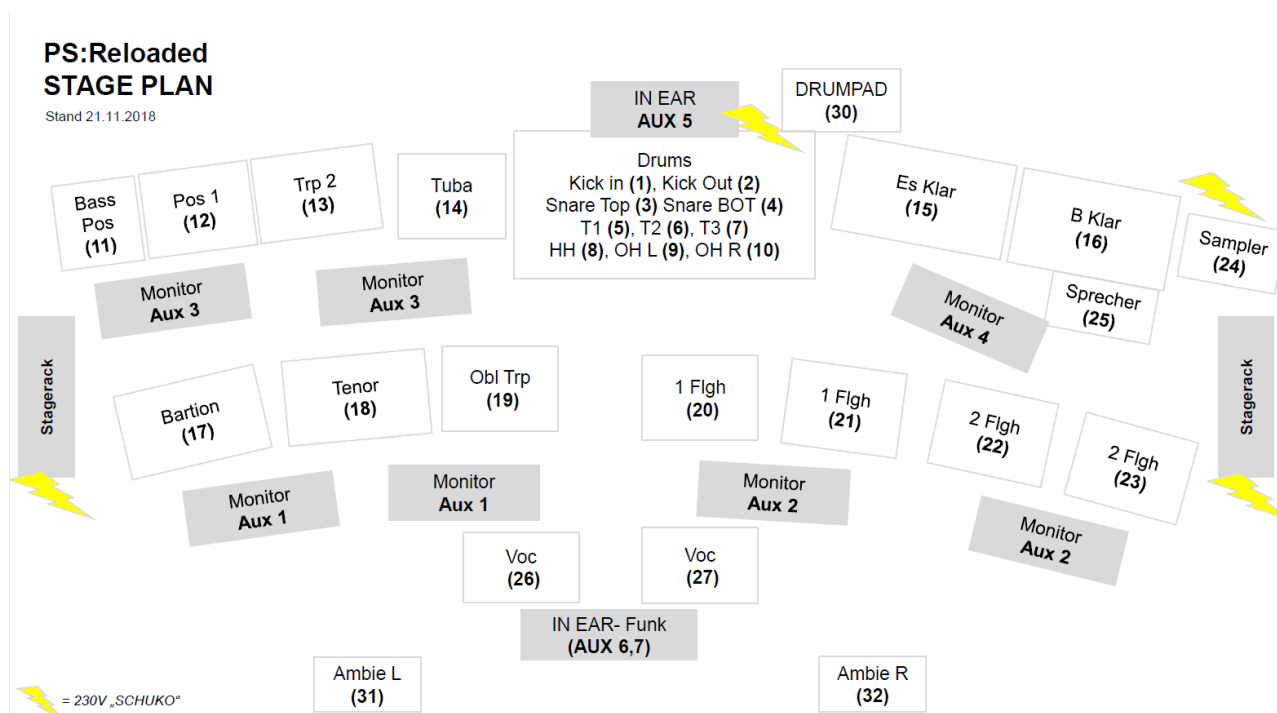 PS:Reloaded
STAGE PLAN
Stand 21.11.2018
IN EAR
AUX 5
DRUMPAD
(30)
Bass
Pos
(11)
Pos 1
(12)
Trp 2
(13)
Tuba
(14)
Drums
Kick in (1), Kick Out (2)
Snare Top (3) Snare BOT (4)
T1 (5), T2 (6), T3 (7)
HH (8), OH L (9), OH R (10)
Es Klar
(15)
B Klar
(16)
Sampler
(24)
Sprecher
(25)
Monitor
Aux 3
Monitor
Aux 3
Monitor
Aux 4
Stagerack
Bartion
(17)
Tenor
(18)
Obl Trp
(19)
1 Flgh
(20)
1 Flgh
(21)
2 Flgh
(22)
2 Flgh
(23)
Stagerack
Monitor
Aux 1
Monitor
Aux 1
Monitor
Aux 2
Monitor
Aux 2
Voc
(26)
Voc
(27)
IN EAR- Funk
(AUX 6,7)
Ambie L
(31)
Ambie R
(32)
= 230V „SCHUKO“